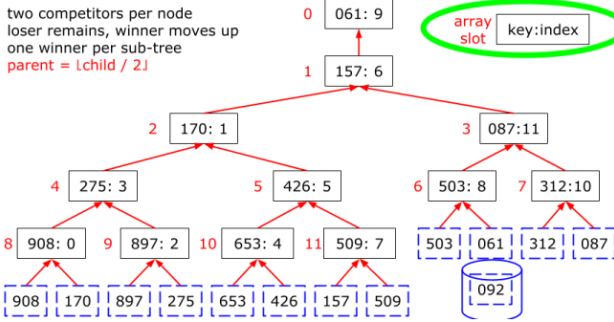 two competitors per node
loser remains, winner moves up
one winner per sub-tree
parent = ⌊child / 2⌋
0 061: 9
array slot key:index
1 157: 6
2 170: 1
3 087:11
4 275: 3
5 426: 5
6 503: 8
7 312:10
8 908: 0
9 897: 2
10 653: 4
11 509: 7
503 061 312 087
092
908 170 897 275 653 426 157 509